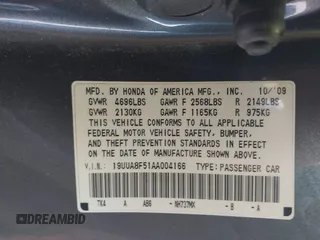 MFD. BY HONDA OF AMERICA MFG., INC. 10/09
GVWR 4696LBS GAWR F 2568LBS R 2149LBS
GVWR 2130KG GAWR F 1165KG R 975KG
THIS VEHICLE CONFORMS TO ALL APPLICABLE
FEDERAL MOTOR VEHICLE SAFETY, BUMPER,
AND THEFT PREVENTION STANDARDS IN EFFECT
ON THE DATE OF MANUFACTURE SHOWN ABOVE.
V.I.N.: 19UUA8F51AA004166 TYPE: PASSENGER CAR
TK4 A AB6 NH737MX - B - A
© DREAMBID